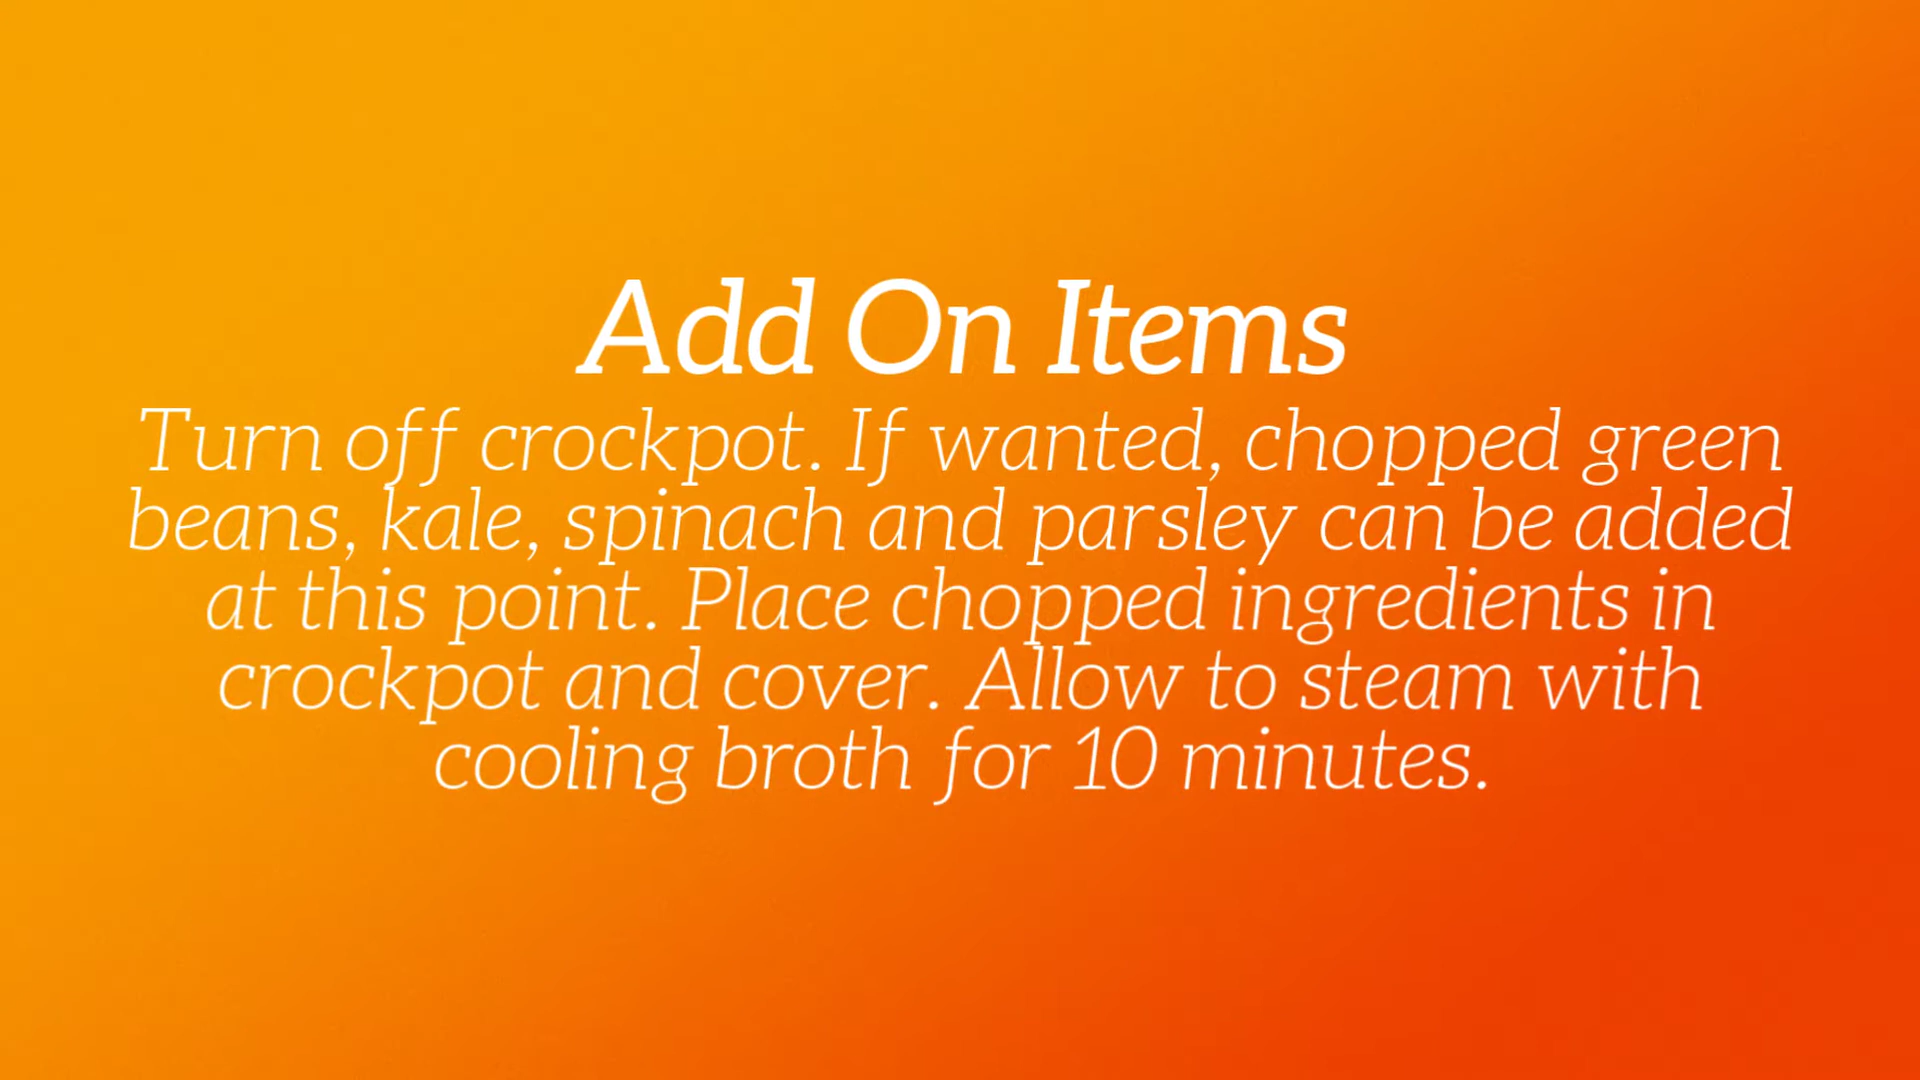 Add On Items
Turn off crockpot. If wanted, chopped green
beans, kale, spinach and parsley can be added
at this point. Place chopped ingredients in
crockpot and cover. Allow to steam with
cooling broth for 10 minutes.